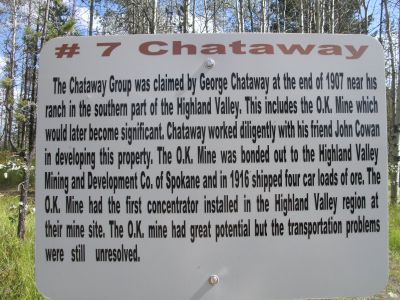 # 7 Chataway
The Chataway Group was claimed by George Chataway at the end of 1907 near his
ranch in the southern part of the Highland Valley. This includes the O.K. Mine which
would later become significant. Chataway worked diligently with his friend John Cowan
in developing this property. The O.K. Mine was bonded out to the Highland Valley
Mining and Development Co. of Spokane and in 1916 shipped four car loads of ore. The
O.K. Mine had the first concentrator installed in the Highland Valley region at
their mine site. The O.K. mine had great potential but the transportation problems
were still unresolved.